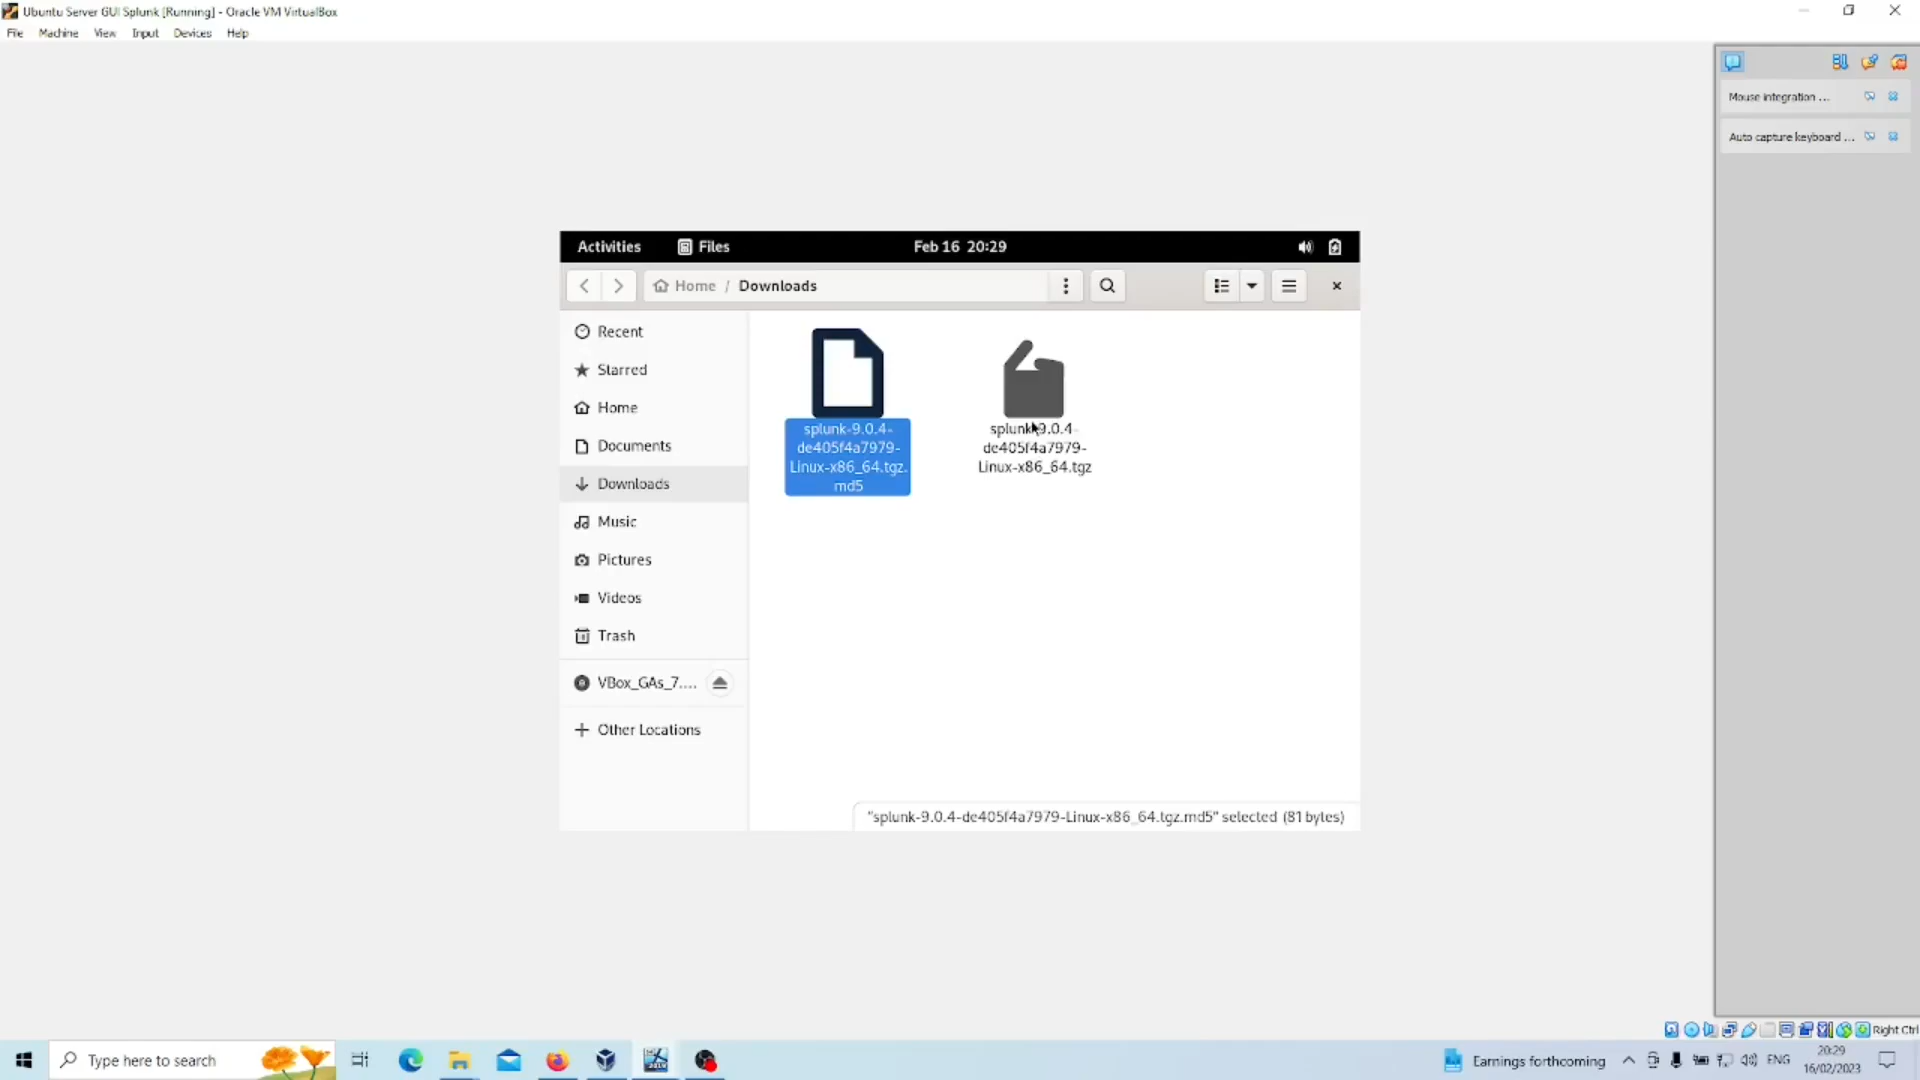 Ubuntu Server GUI Splunk [Running] - Oracle VM VirtualBox
File Machine View Input Devices Help
Mouse integration ...
Auto capture keyboard ...
Activities Files Feb 16 20:29
Home / Downloads
Recent
Starred
Home
Documents
Downloads
Music
Pictures
Videos
Trash
VBox_GAs_7....
Other Locations
splunk-9.0.4-
de405f4a7979-
Linux-x86_64.tgz.
md5
splunk-9.0.4-
de405f4a7979-
Linux-x86_64.tgz
"splunk-9.0.4-de405f4a7979-Linux-x86_64.tgz.md5" selected (81 bytes)
Right Ctrl
Type here to search
Earnings forthcoming
ENG
20:29
16/02/2023